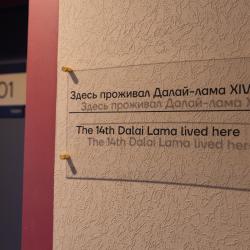 01
Здесь проживал Далай-лама XIV
The 14th Dalai Lama lived here